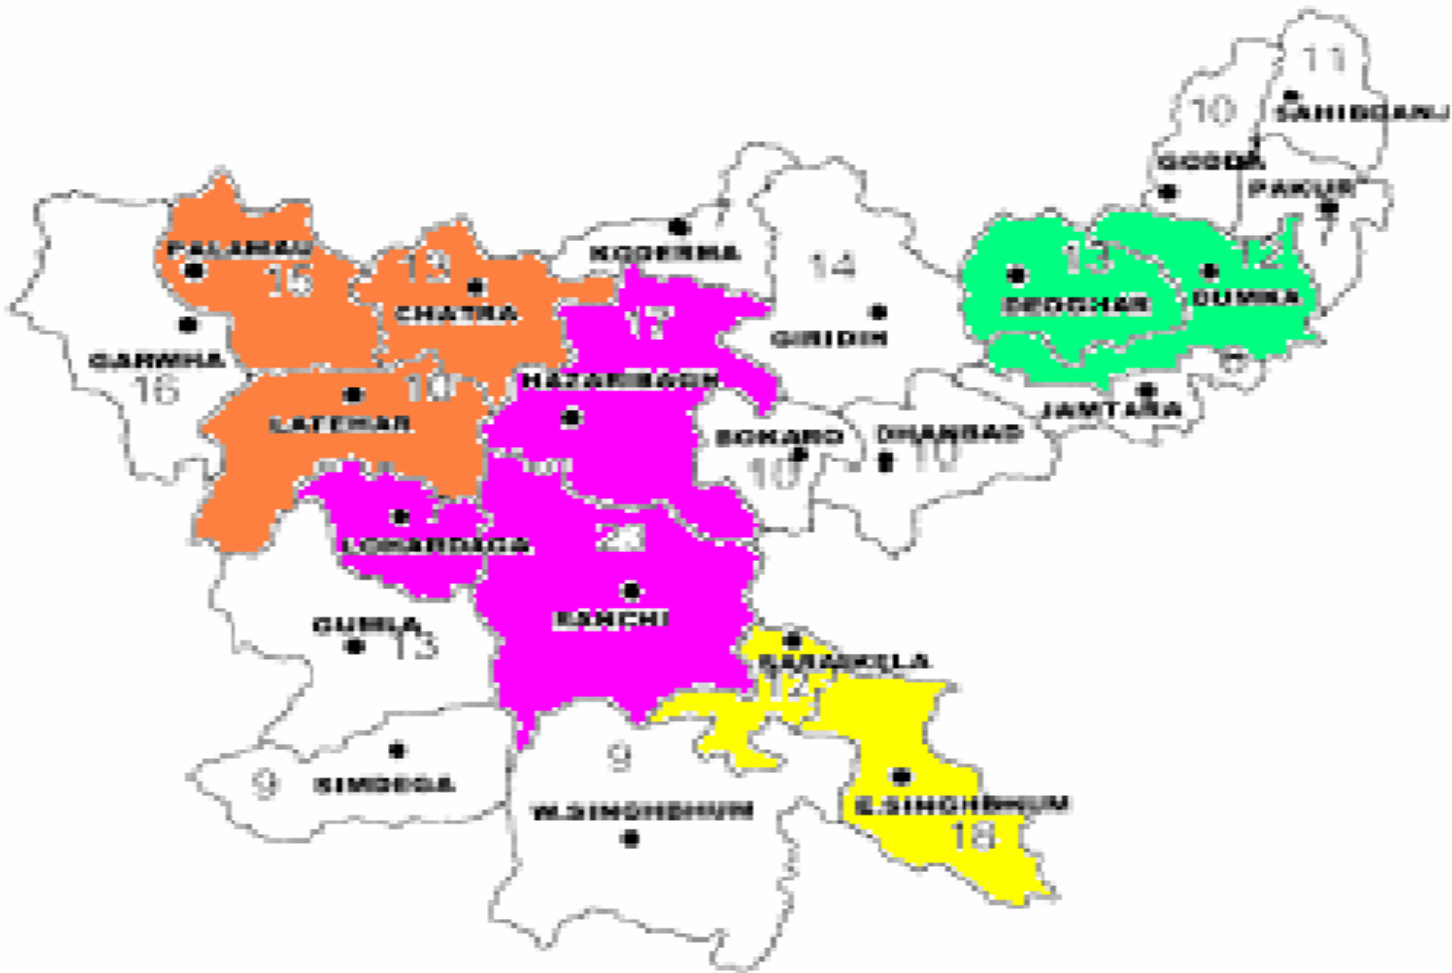 11
SAHIBGANJ
10
GODDA
PAKUR
KODERMA
14
GIRIDIH
13
DEOGHAR
12
DUMKA
PALAMAU
15
13
CHATRA
17
HAZARIBAGH
GARWHA
16
LATEHAR
10
BOKARO
10
DHANBAD
10
JAMTARA
LOHARDAGA
23
RANCHI
GUMLA
13
SARAIKELA
12
9
SIMDEGA
9
W.SINGHBHUM
E.SINGHBHUM
18